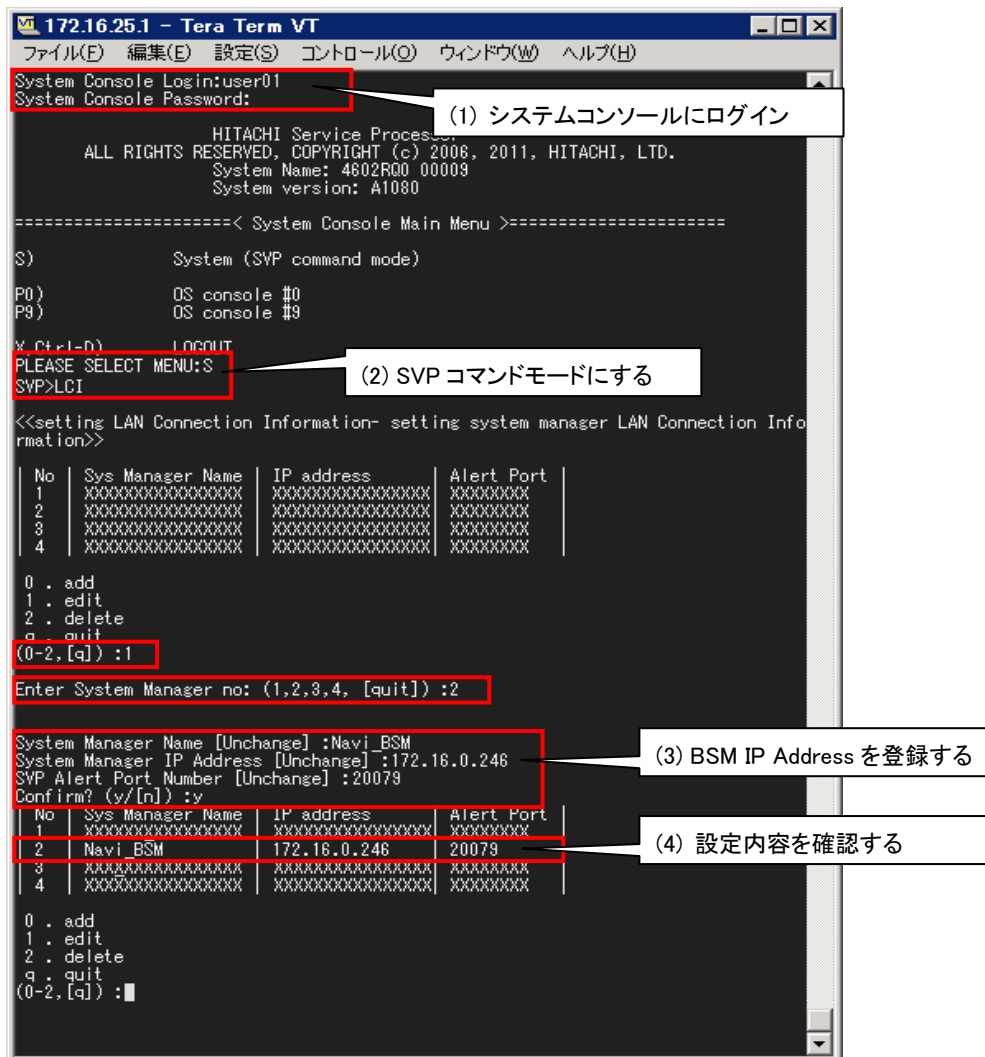 172.16.25.1 - Tera Term VT
ファイル(F) 編集(E) 設定(S) コントロール(O) ウィンドウ(W) ヘルプ(H)
System Console Login:user01
System Console Password:
(1) システムコンソールにログイン
HITACHI Service
ALL RIGHTS RESERVED, COPYRIGHT (c) 2006, 2011, HITACHI, LTD.
System Name: 4602RQ0 00009
System version: A1080
======================< System Console Main Menu >======================
S) System (SVP command mode)
P0) OS console #0
P9) OS console #9
X,Ctrl-D) LOGOUT
PLEASE SELECT MENU:S
(2) SVP コマンドモードにする
SVP>LCI
<<setting LAN Connection Information- setting system manager LAN Connection Info
rmation>>
| No | Sys Manager Name | IP address | Alert Port |
| 1 | XXXXXXXXXXXXXXXX | XXXXXXXXXXXXXXXX| XXXXXXXX |
| 2 | XXXXXXXXXXXXXXXX | XXXXXXXXXXXXXXXX| XXXXXXXX |
| 3 | XXXXXXXXXXXXXXXX | XXXXXXXXXXXXXXXX| XXXXXXXX |
| 4 | XXXXXXXXXXXXXXXX | XXXXXXXXXXXXXXXX| XXXXXXXX |
0 . add
1 . edit
2 . delete
q . quit
(0-2,[q]) :1
Enter System Manager no: (1,2,3,4, [quit]) :2
System Manager Name [Unchange] :Navi_BSM
System Manager IP Address [Unchange] :172.16.0.246
(3) BSM IP Address を登録する
SVP Alert Port Number [Unchange] :20079
Confirm? (y/[n]) :y
| No | Sys Manager Name | IP address | Alert Port |
| 1 | XXXXXXXXXXXXXXXX | XXXXXXXXXXXXXXXX| XXXXXXXX |
| 2 | Navi_BSM | 172.16.0.246 | 20079 |
(4) 設定内容を確認する
| 3 | XXXXXXXXXXXXXXXX | XXXXXXXXXXXXXXXX| XXXXXXXX |
| 4 | XXXXXXXXXXXXXXXX | XXXXXXXXXXXXXXXX| XXXXXXXX |
0 . add
1 . edit
2 . delete
q . quit
(0-2,[q]) :